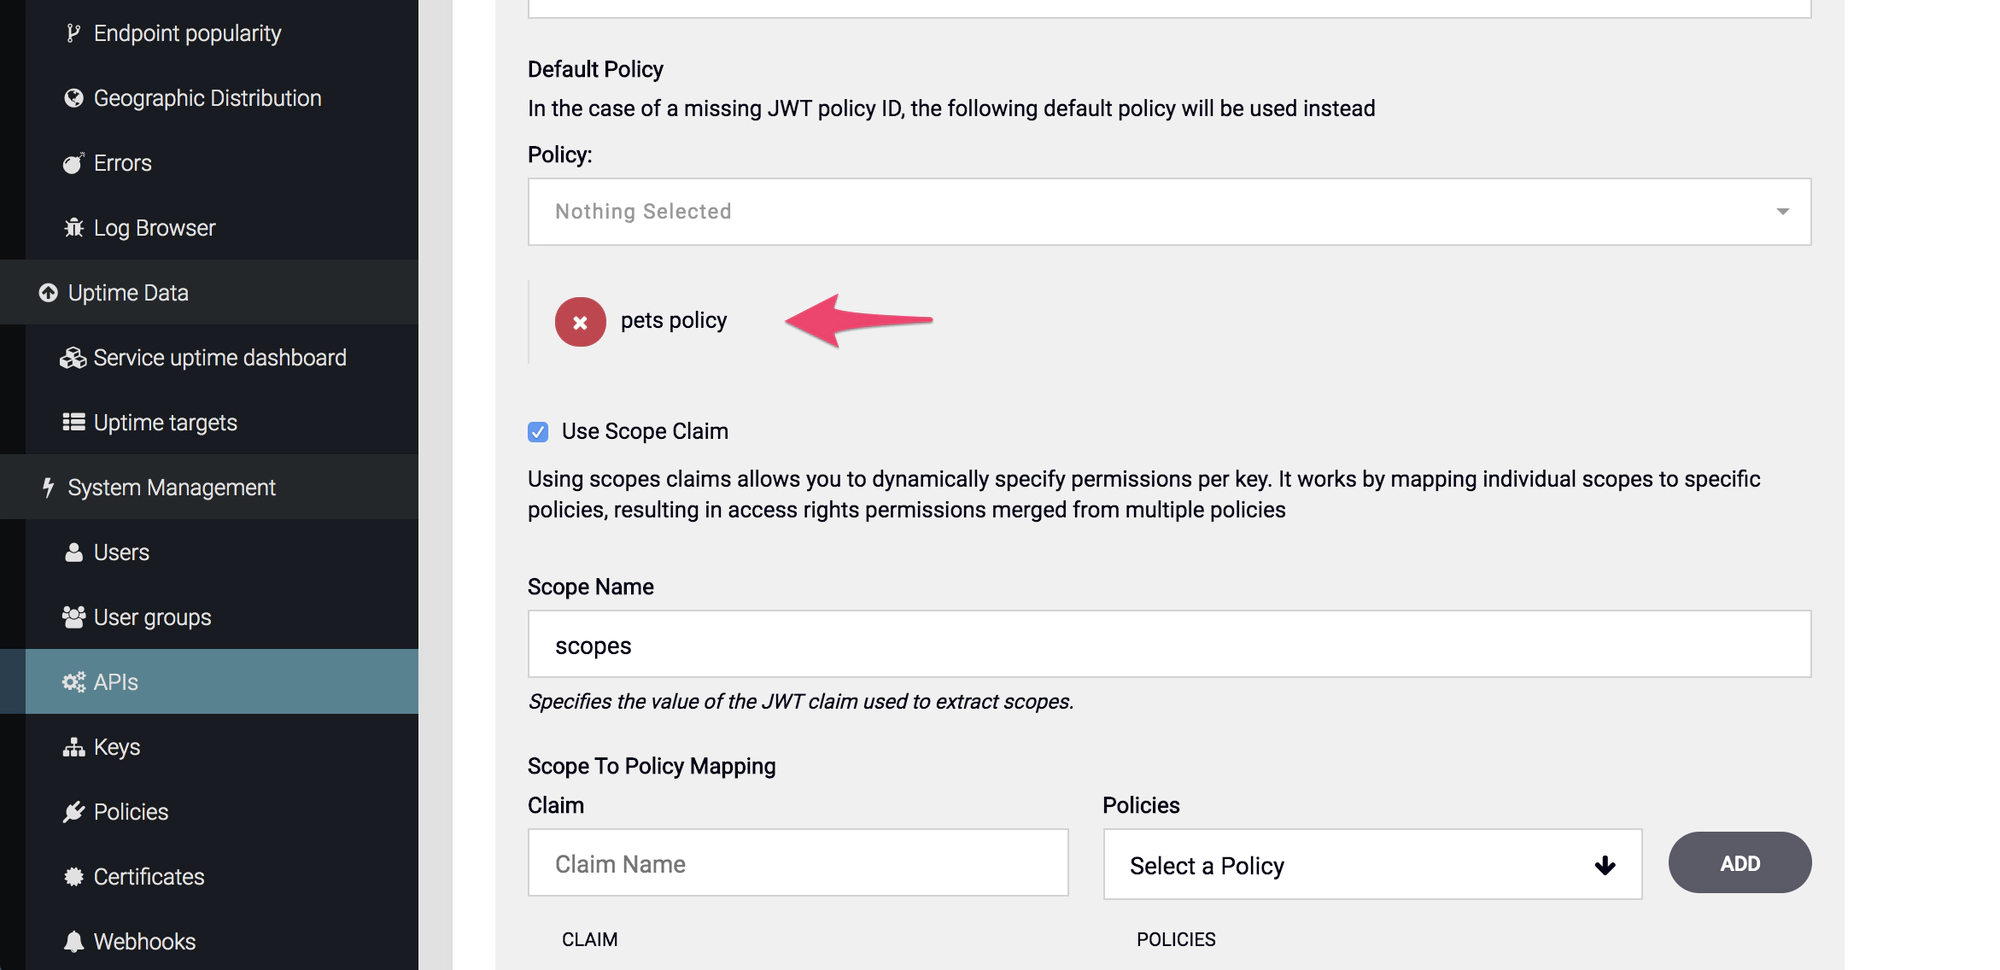 Endpoint popularity
Geographic Distribution
Errors
Log Browser
Uptime Data
Service uptime dashboard
Uptime targets
System Management
Users
User groups
APIs
Keys
Policies
Certificates
Webhooks
Default Policy
In the case of a missing JWT policy ID, the following default policy will be used instead
Policy:
Nothing Selected
pets policy
Use Scope Claim
Using scopes claims allows you to dynamically specify permissions per key. It works by mapping individual scopes to specific
policies, resulting in access rights permissions merged from multiple policies
Scope Name
scopes
Specifies the value of the JWT claim used to extract scopes.
Scope To Policy Mapping
Claim
Policies
Claim Name
Select a Policy
ADD
CLAIM
POLICIES